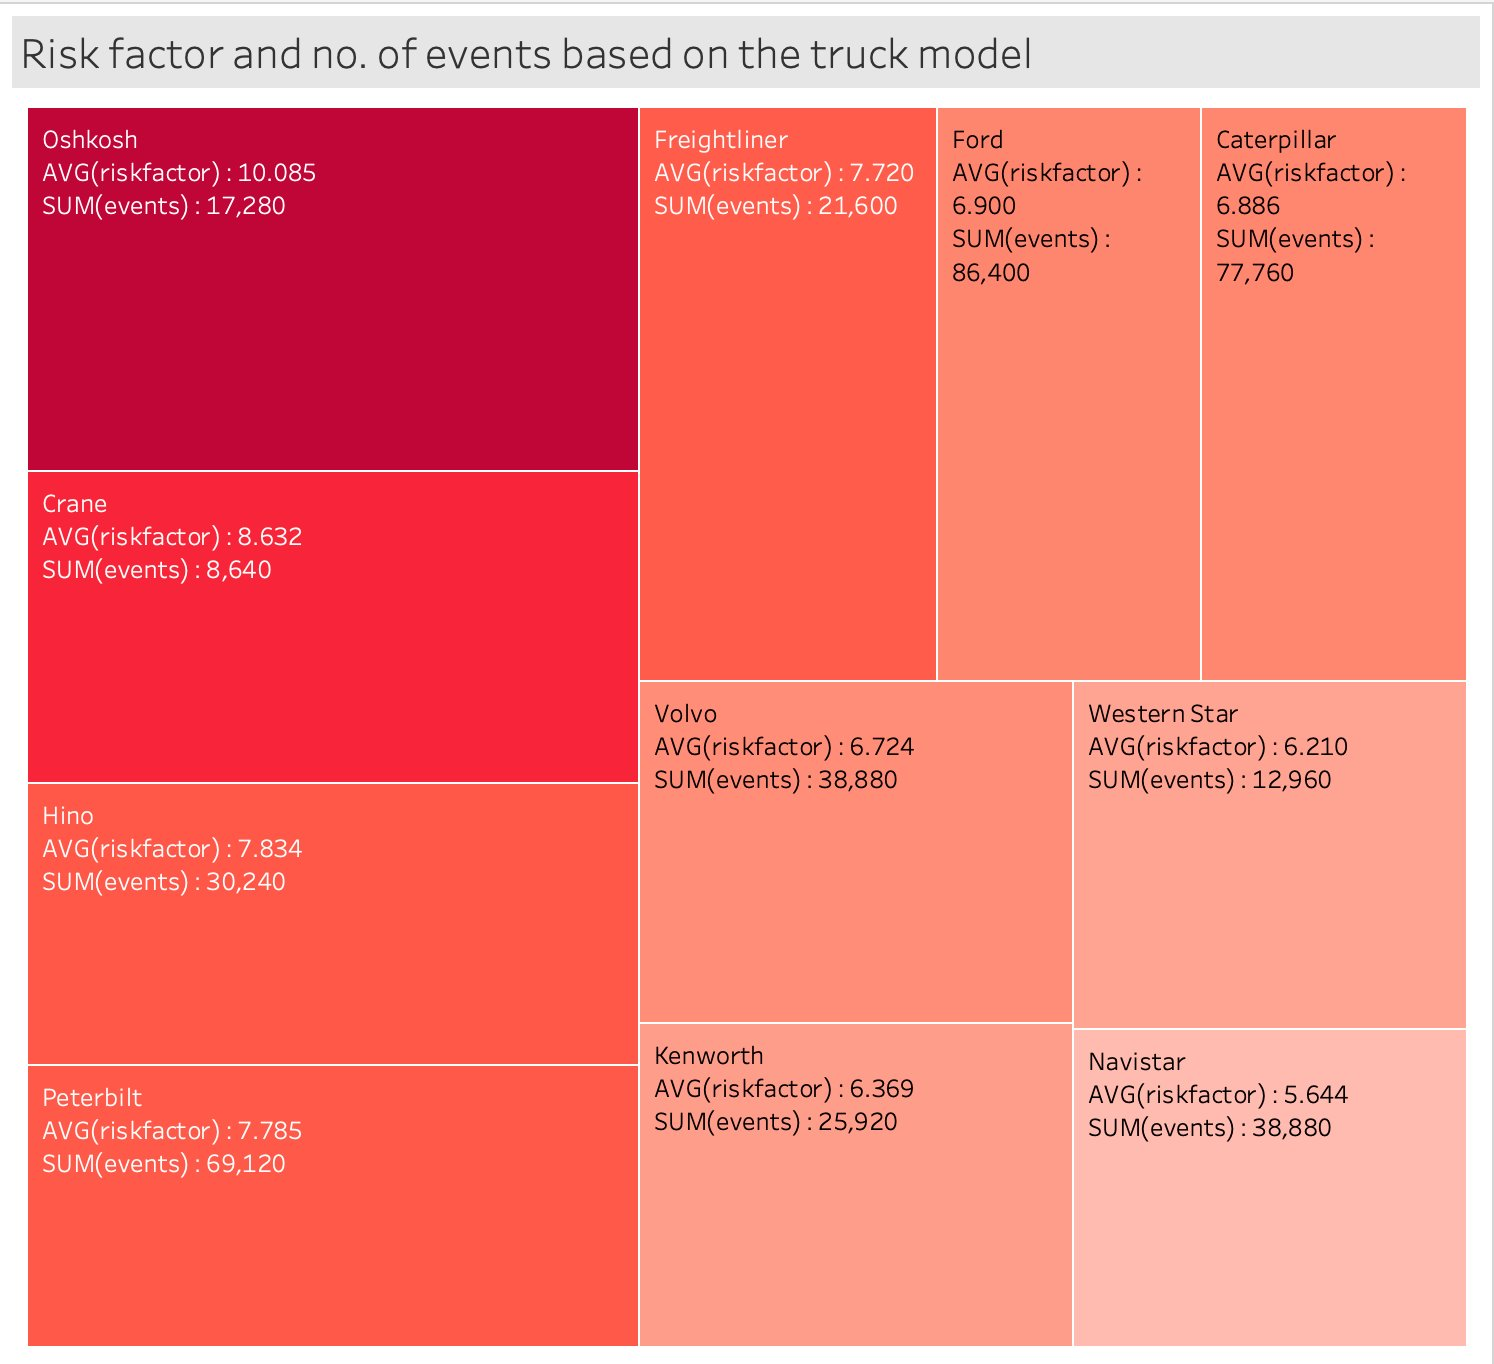 Risk factor and no. of events based on the truck model
Oshkosh
AVG(riskfactor) : 10.085
SUM(events) : 17,280
Crane
AVG(riskfactor) : 8.632
SUM(events) : 8,640
Hino
AVG(riskfactor) : 7.834
SUM(events) : 30,240
Peterbilt
AVG(riskfactor) : 7.785
SUM(events) : 69,120
Freightliner
AVG(riskfactor) : 7.720
SUM(events) : 21,600
Ford
AVG(riskfactor) :
6.900
SUM(events) :
86,400
Caterpillar
AVG(riskfactor) :
6.886
SUM(events) :
77,760
Volvo
AVG(riskfactor) : 6.724
SUM(events) : 38,880
Kenworth
AVG(riskfactor) : 6.369
SUM(events) : 25,920
Western Star
AVG(riskfactor) : 6.210
SUM(events) : 12,960
Navistar
AVG(riskfactor) : 5.644
SUM(events) : 38,880